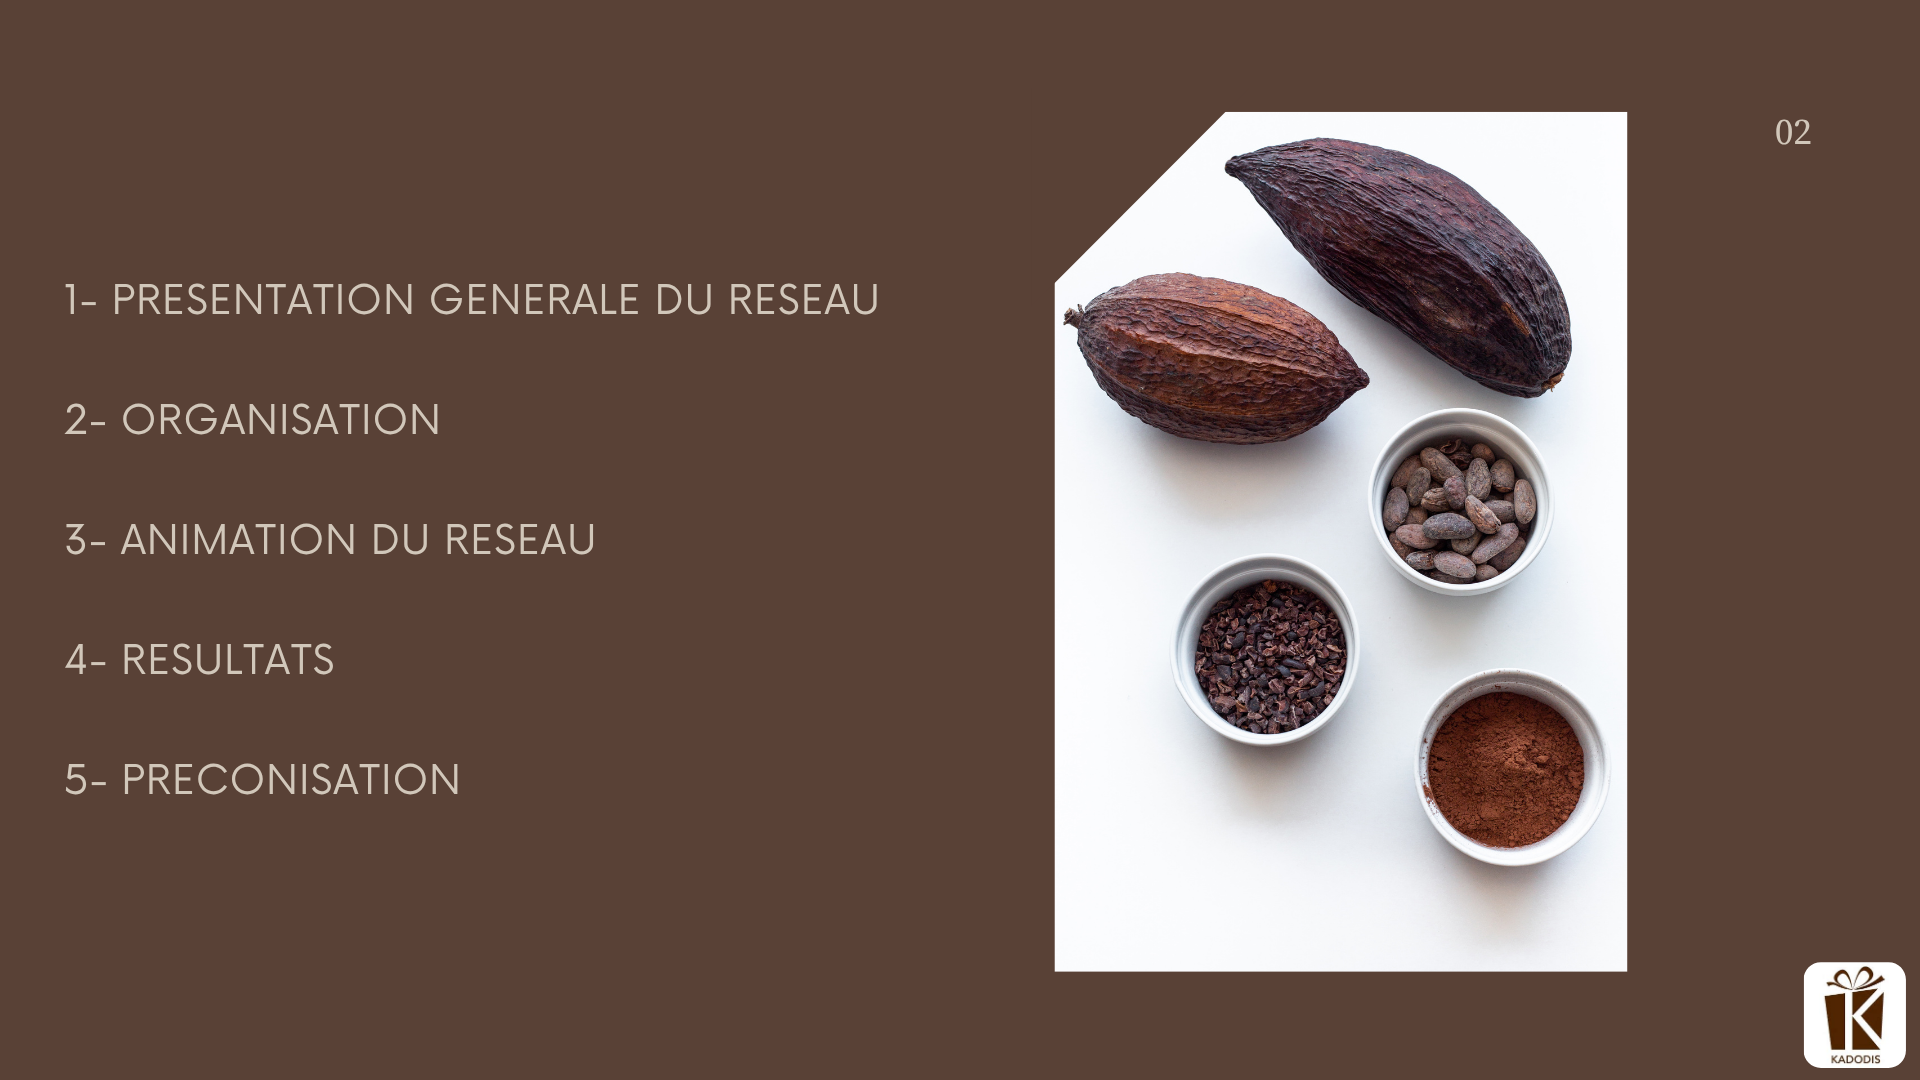 02
1- PRESENTATION GENERALE DU RESEAU
2- ORGANISATION
3- ANIMATION DU RESEAU
4- RESULTATS
5- PRECONISATION
K
KADODIS